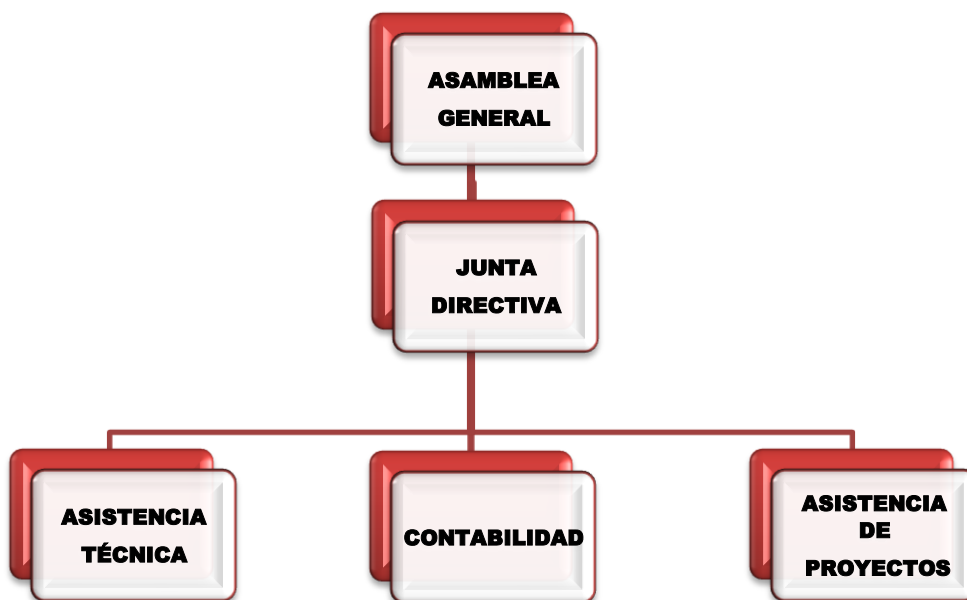 ASAMBLEA
GENERAL
JUNTA
DIRECTIVA
ASISTENCIA
TÉCNICA
CONTABILIDAD
ASISTENCIA
DE
PROYECTOS